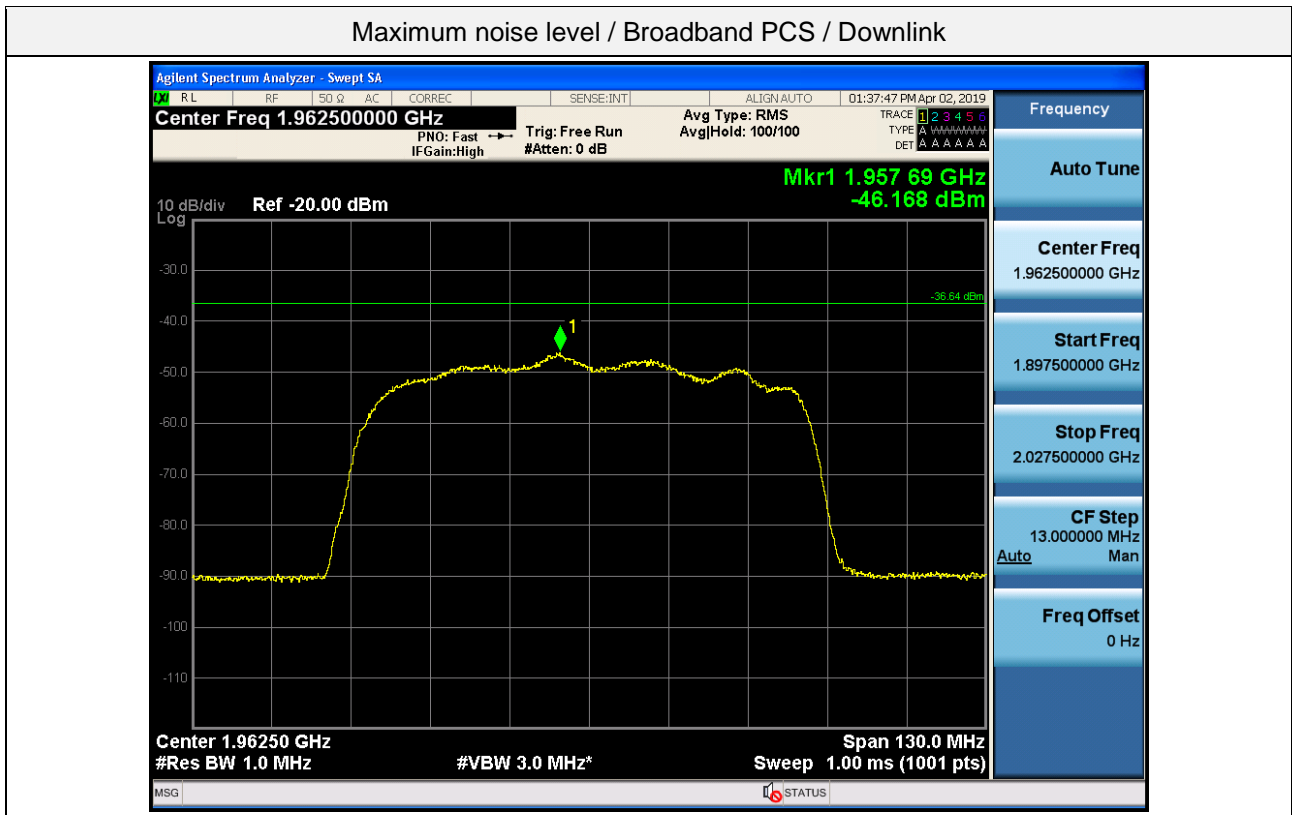 Maximum noise level / Broadband PCS / Downlink
Agilent Spectrum Analyzer - Swept SA
LXI RL RF 50 Ω AC CORREC SENSE:INT ALIGN AUTO 01:37:47 PM Apr 02, 2019
Center Freq 1.962500000 GHz
PNO: Fast
IFGain:High
Trig: Free Run
#Atten: 0 dB
Avg Type: RMS
Avg|Hold: 100/100
TRACE 1 2 3 4 5 6
TYPE A WWWWW
DET A A A A A A
Mkr1 1.957 69 GHz
-46.168 dBm
10 dB/div Ref -20.00 dBm
Log
-30.0
-36.64 dBm
-40.0
1
-50.0
-60.0
-70.0
-80.0
-90.0
-100
-110
Center 1.96250 GHz Span 130.0 MHz
#Res BW 1.0 MHz #VBW 3.0 MHz* Sweep 1.00 ms (1001 pts)
MSG STATUS
Frequency
Auto Tune
Center Freq
1.962500000 GHz
Start Freq
1.897500000 GHz
Stop Freq
2.027500000 GHz
CF Step
13.000000 MHz
Auto Man
Freq Offset
0 Hz